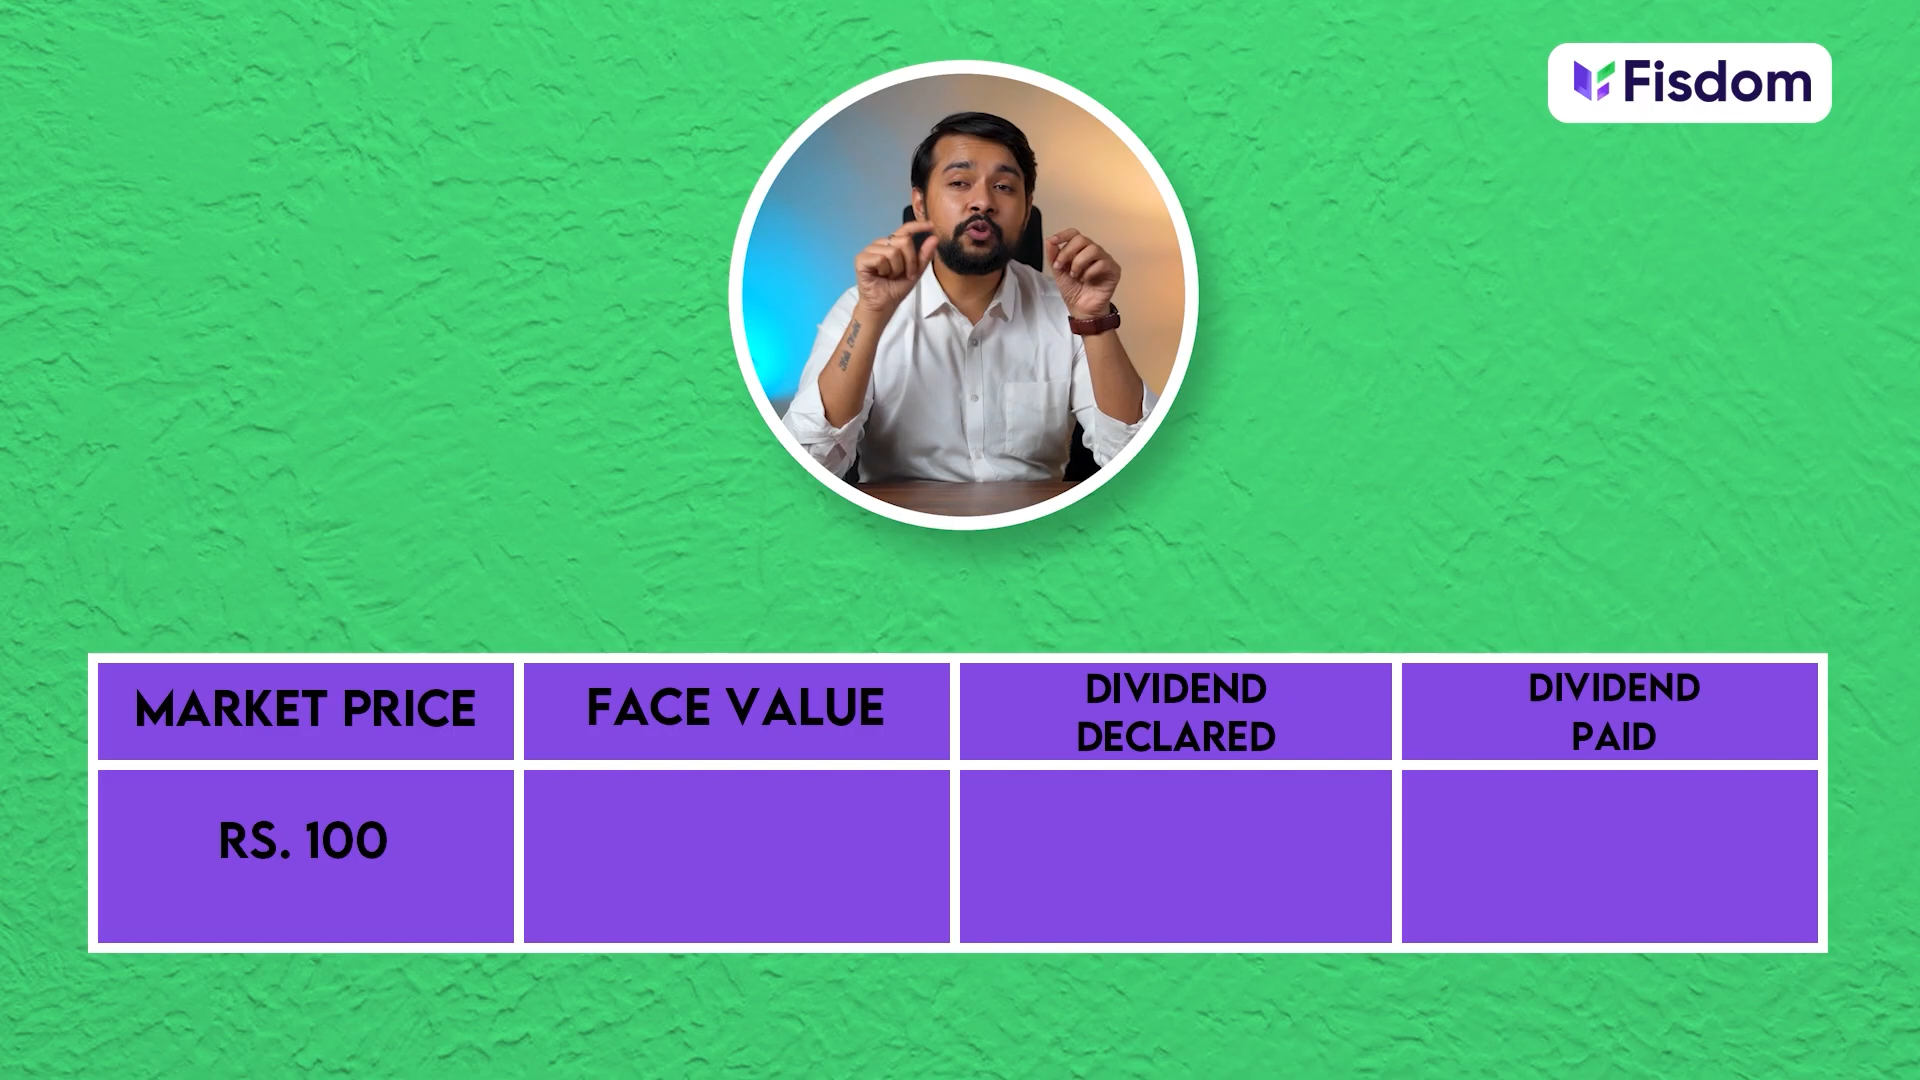 Fisdom
MARKET PRICE
FACE VALUE
DIVIDEND
DECLARED
DIVIDEND
PAID
RS. 100